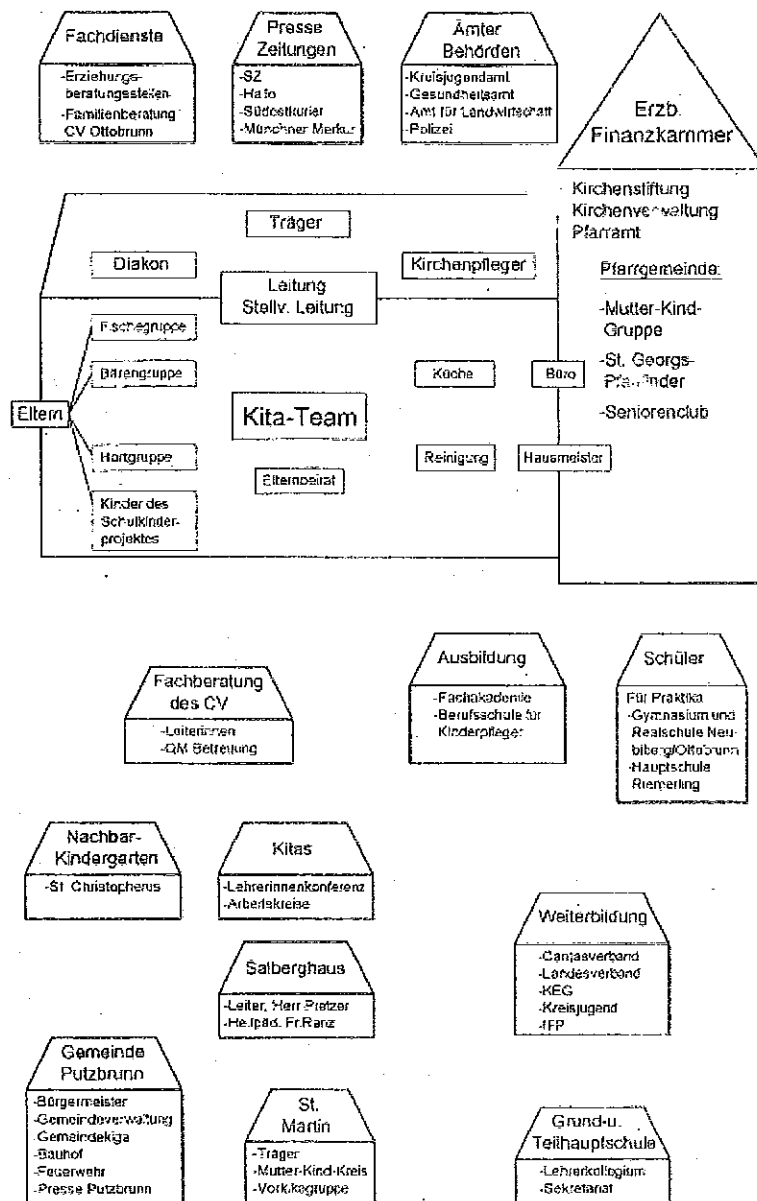 Fachdienste
-Erziehungs-
beratungsstellen
-Familienberatung
CV Ottobrunn
Presse
Zeitungen
-SZ
-Hallo
-Südostkurier
-Münchner Merkur
Ämter
Behörden
-Kreisjugendamt
-Gesundheitsamt
-Amt für Landwirtschaft
-Polizei
Erzb.
Finanzkammer
Kirchenstiftung
Kirchenverwaltung
Pfarramt
Pfarrgemeinde:
-Mutter-Kind-
Gruppe
-St. Georgs-
Pfadfinder
-Seniorenclub
Träger
Diakon
Kirchenpfleger
Leitung
Stellv. Leitung
Fischegruppe
Bärengruppe
Eltern
Hortgruppe
Kinder des
Schulkinder-
projektes
Kita-Team
Elternbeirat
Küche
Büro
Reinigung
Hausmeister
Fachberatung
des CV
-Leiterinnen
-QM Betreuung
Ausbildung
-Fachakademie
-Berufsschule für
Kinderpfleger
Schüler
Für Praktika
-Gymnasium und
Realschule Neu-
biberg/Ottobrunn
-Hauptschule
Riemerling
Nachbar-
Kindergarten
-St. Christopherus
Kitas
-Lehrerinnenkonferenz
-Arbeitskreise
Salberghaus
-Leiter, Herr Pretzer
-Heilpäd. Fr.Ranz
Weiterbildung
-Caritasverband
-Landesverband
-KEG
-Kreisjugend
-IFP
Gemeinde
Putzbrunn
-Bürgermeister
-Gemeindeverwaltung
-Gemeindekiga
-Bauhof
-Feuerwehr
-Presse Putzbrunn
St.
Martin
-Träger
-Mutter-Kind-Kreis
-Vorkikagruppe
Grund-u.
Teilhauptschule
-Lehrerkollegium
-Sekretariat